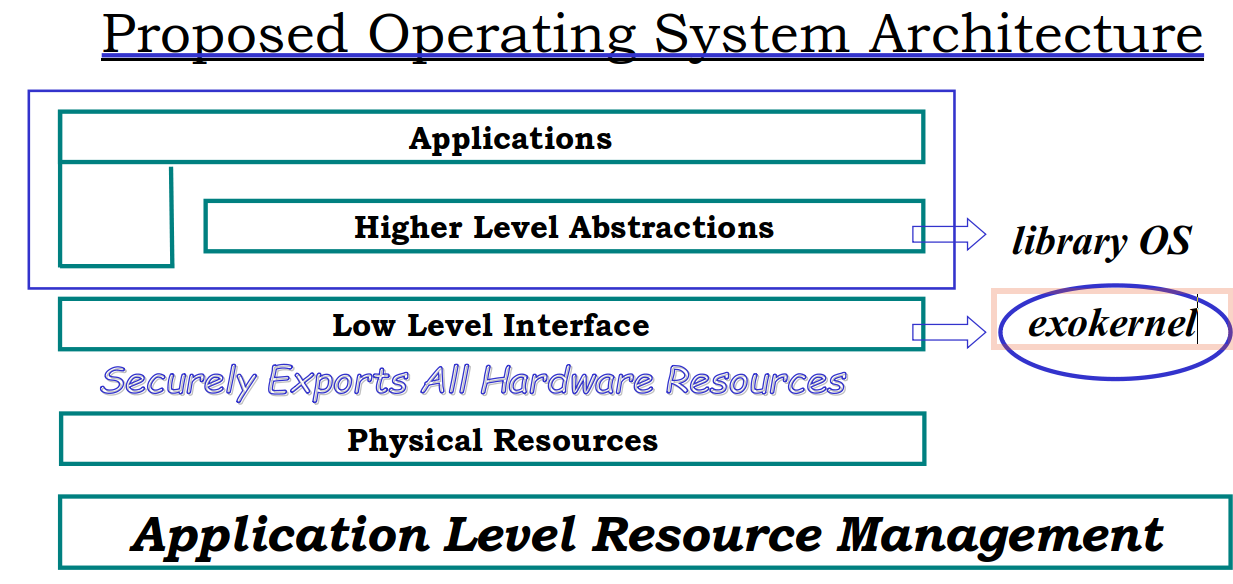 Proposed Operating System Architecture
Applications
Higher Level Abstractions
library OS
Low Level Interface
exokernel
Securely Exports All Hardware Resources
Physical Resources
Application Level Resource Management